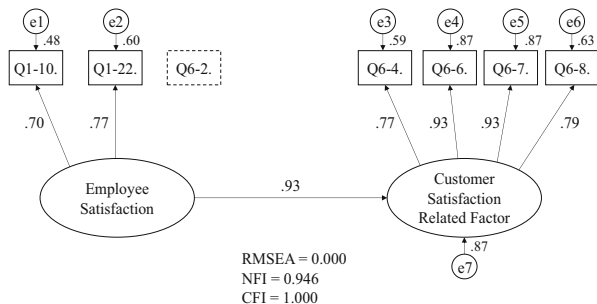 e1 e2 e3 e4 e5 e6
.48 .60 .59 .87 .87 .63
Q1-10. Q1-22. Q6-2. Q6-4. Q6-6. Q6-7. Q6-8.
.70 .77 .77 .93 .93 .79
Employee
Satisfaction
.93
Customer
Satisfaction
Related Factor
.87
e7
RMSEA = 0.000
NFI = 0.946
CFI = 1.000